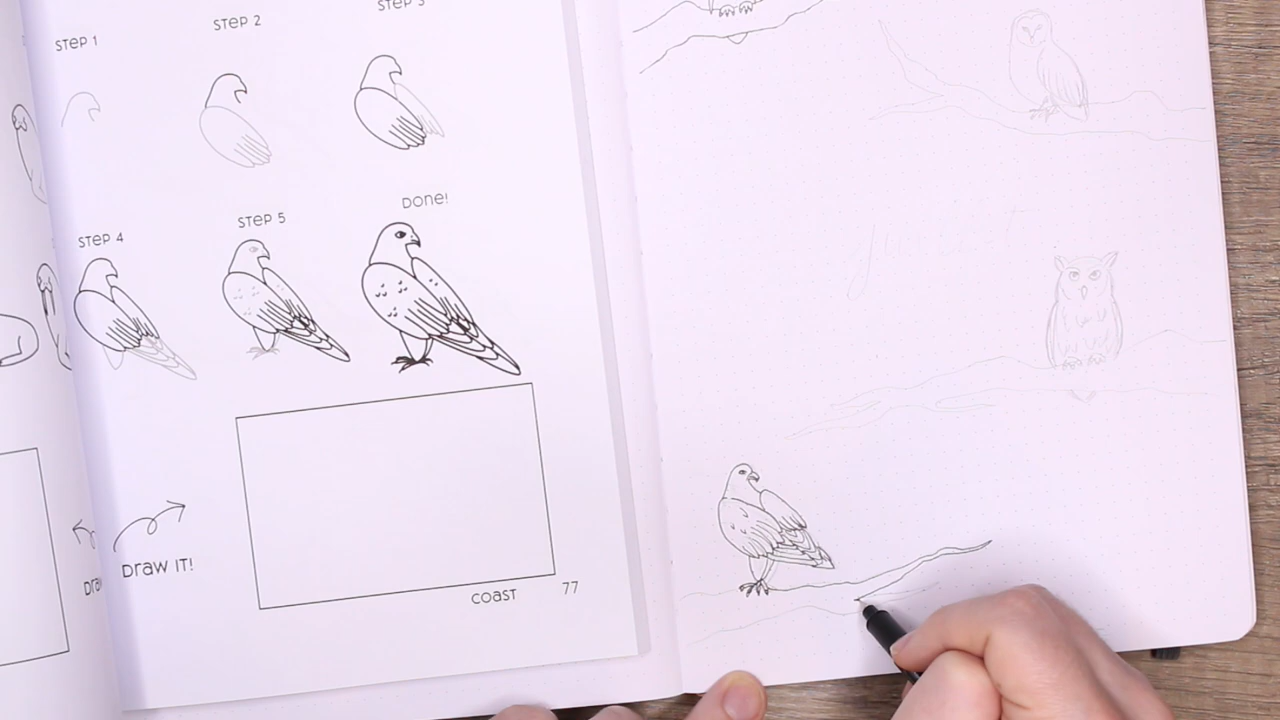 STEP 1
STEP 2
STEP 3
STEP 4
STEP 5
DONE!
DRAW IT!
COAST
77